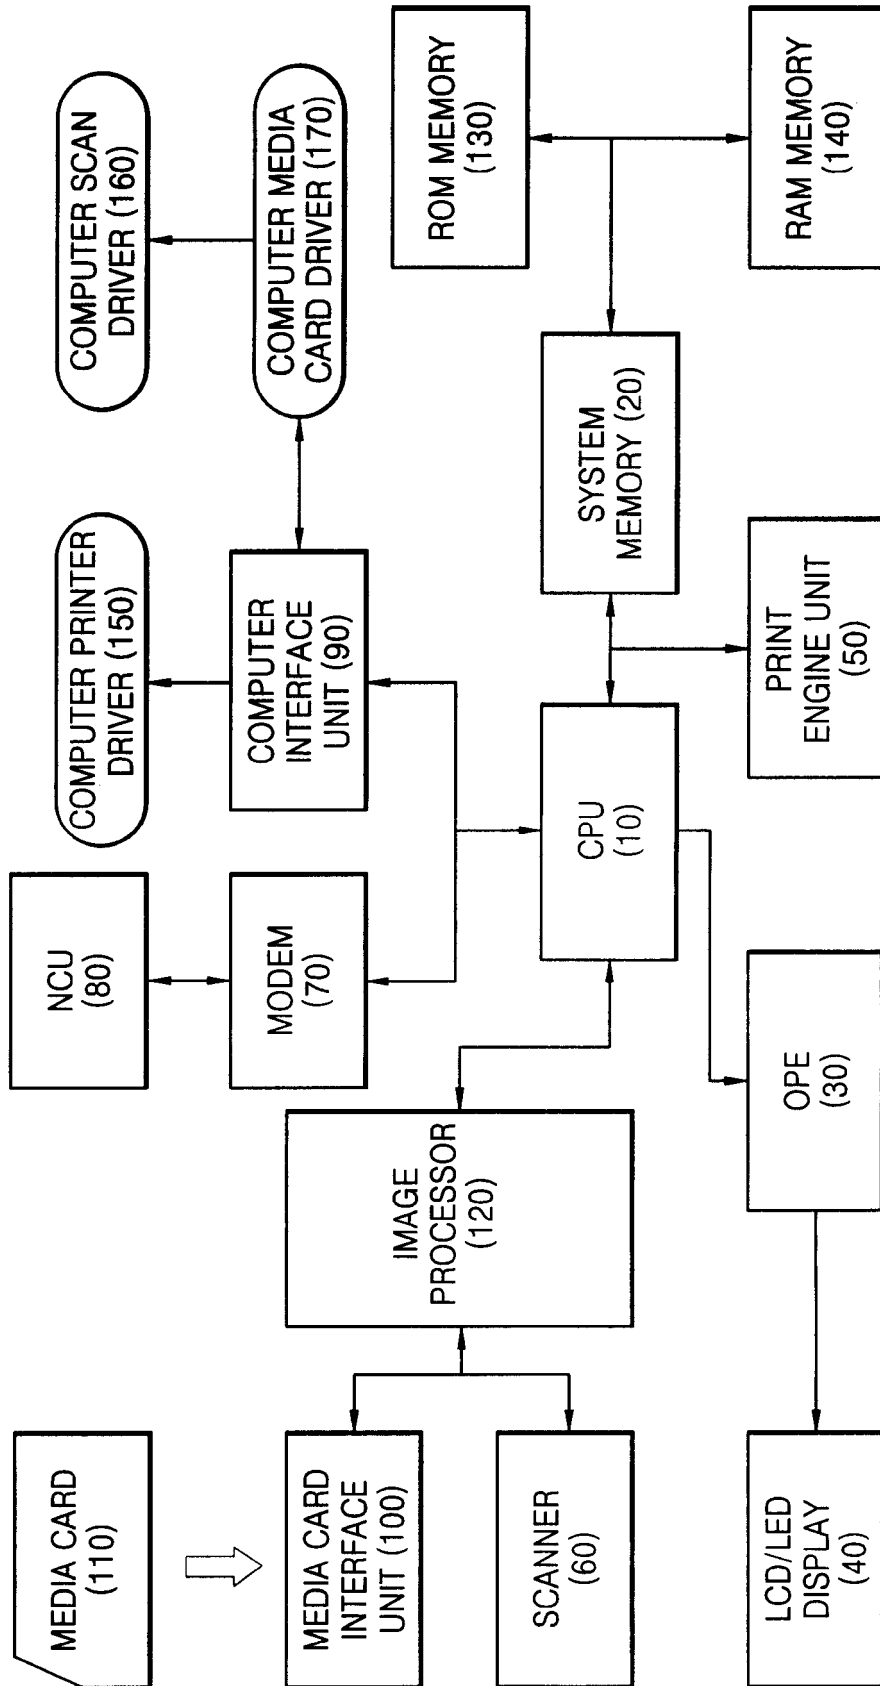 MEDIA CARD
(110)
MEDIA CARD
INTERFACE
UNIT (100)
SCANNER
(60)
LCD/LED
DISPLAY
(40)
IMAGE
PROCESSOR
(120)
OPE
(30)
NCU
(80)
MODEM
(70)
CPU
(10)
COMPUTER PRINTER
DRIVER (150)
COMPUTER
INTERFACE
UNIT (90)
PRINT
ENGINE UNIT
(50)
SYSTEM
MEMORY (20)
COMPUTER SCAN
DRIVER (160)
COMPUTER MEDIA
CARD DRIVER (170)
ROM MEMORY
(130)
RAM MEMORY
(140)